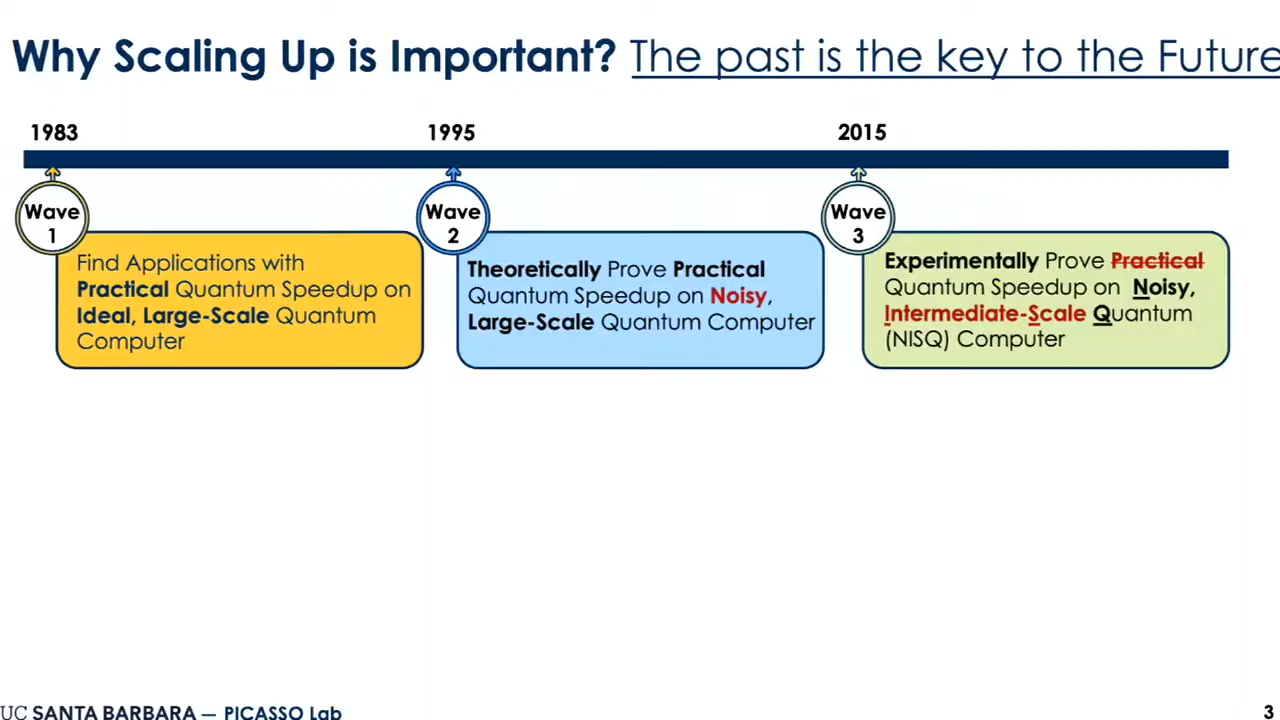 Why Scaling Up is Important? The past is the key to the Future
1983
1995
2015
Wave
1
Find Applications with
Practical Quantum Speedup on
Ideal, Large-Scale Quantum
Computer
Wave
2
Theoretically Prove Practical
Quantum Speedup on Noisy,
Large-Scale Quantum Computer
Wave
3
Experimentally Prove Practical
Quantum Speedup on Noisy,
Intermediate-Scale Quantum
(NISQ) Computer
UC SANTA BARBARA — PICASSO Lab
3